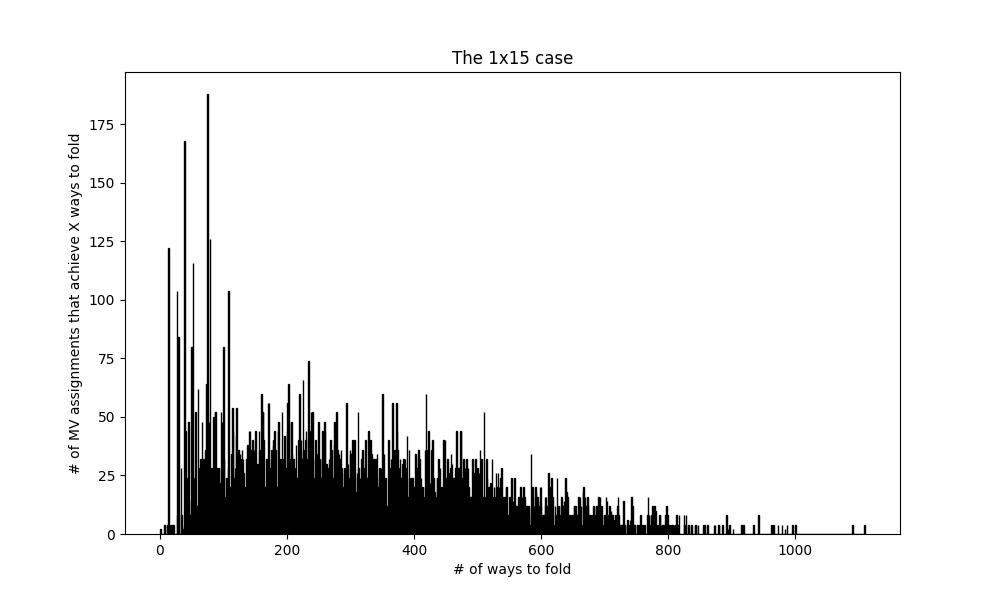 The 1x15 case
# of MV assignments that achieve X ways to fold
175
150
125
100
75
50
25
0
0 200 400 600 800 1000
# of ways to fold